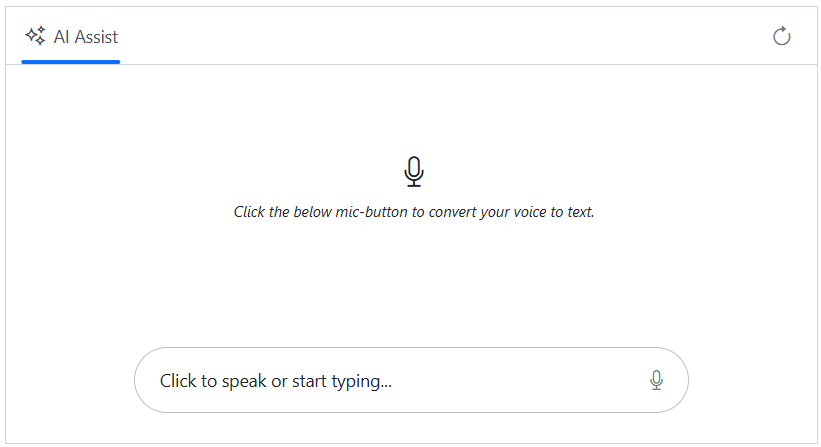 AI Assist
Click the below mic-button to convert your voice to text.
Click to speak or start typing...